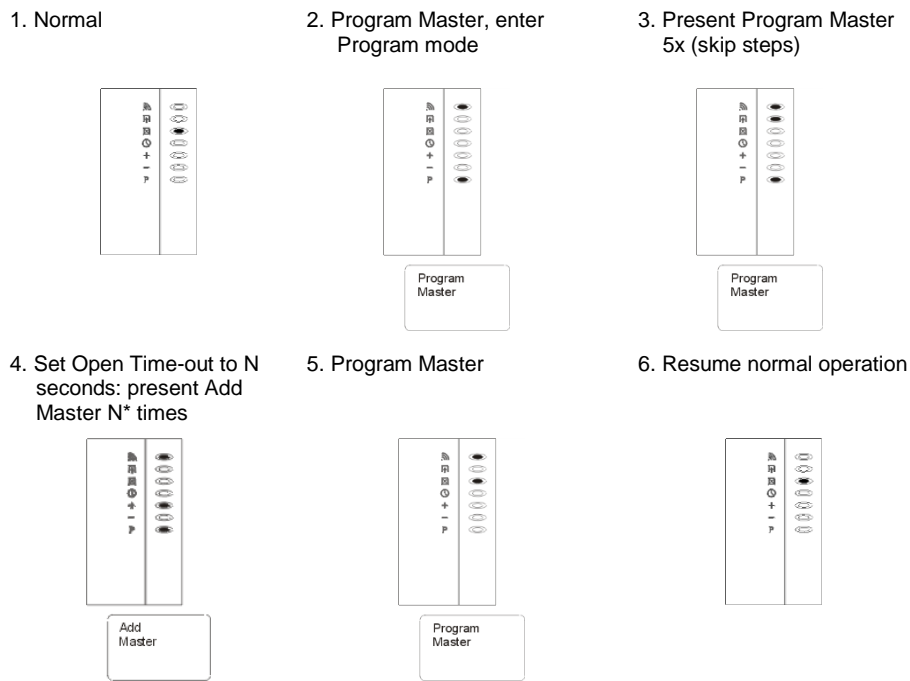 1. Normal
2. Program Master, enter
Program mode
3. Present Program Master
5x (skip steps)
+
-
P
+
-
P
Program
Master
+
-
P
Program
Master
4. Set Open Time-out to N
seconds: present Add
Master N* times
5. Program Master
6. Resume normal operation
+
-
P
Add
Master
+
-
P
Program
Master
+
-
P